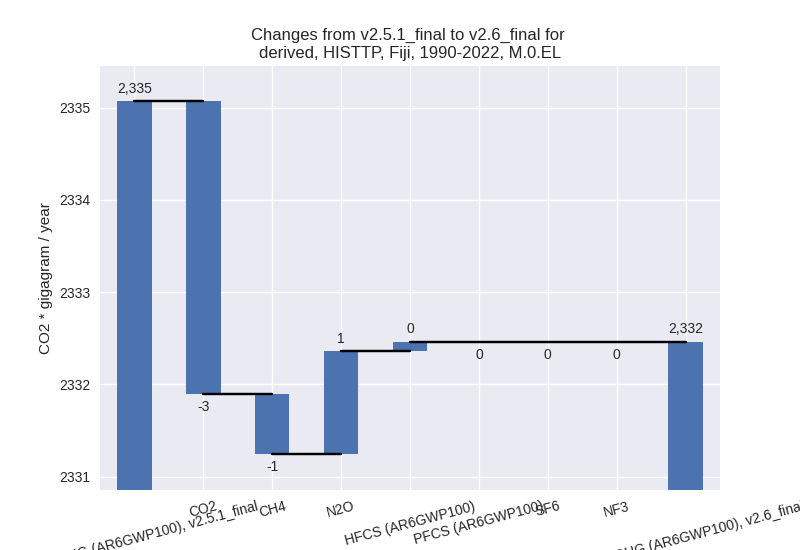 Changes from v2.5.1_final to v2.6_final for
derived, HISTTP, Fiji, 1990-2022, M.0.EL
CO2 * gigagram / year
2335
2334
2333
2332
2331
2,335
-3
-1
1
0
0
0
0
2,332
(AR6GWP100), v2.5.1_final
CO2
CH4
N2O
HFCS (AR6GWP100)
PFCS (AR6GWP100)
SF6
NF3
(AR6GWP100), v2.6_final